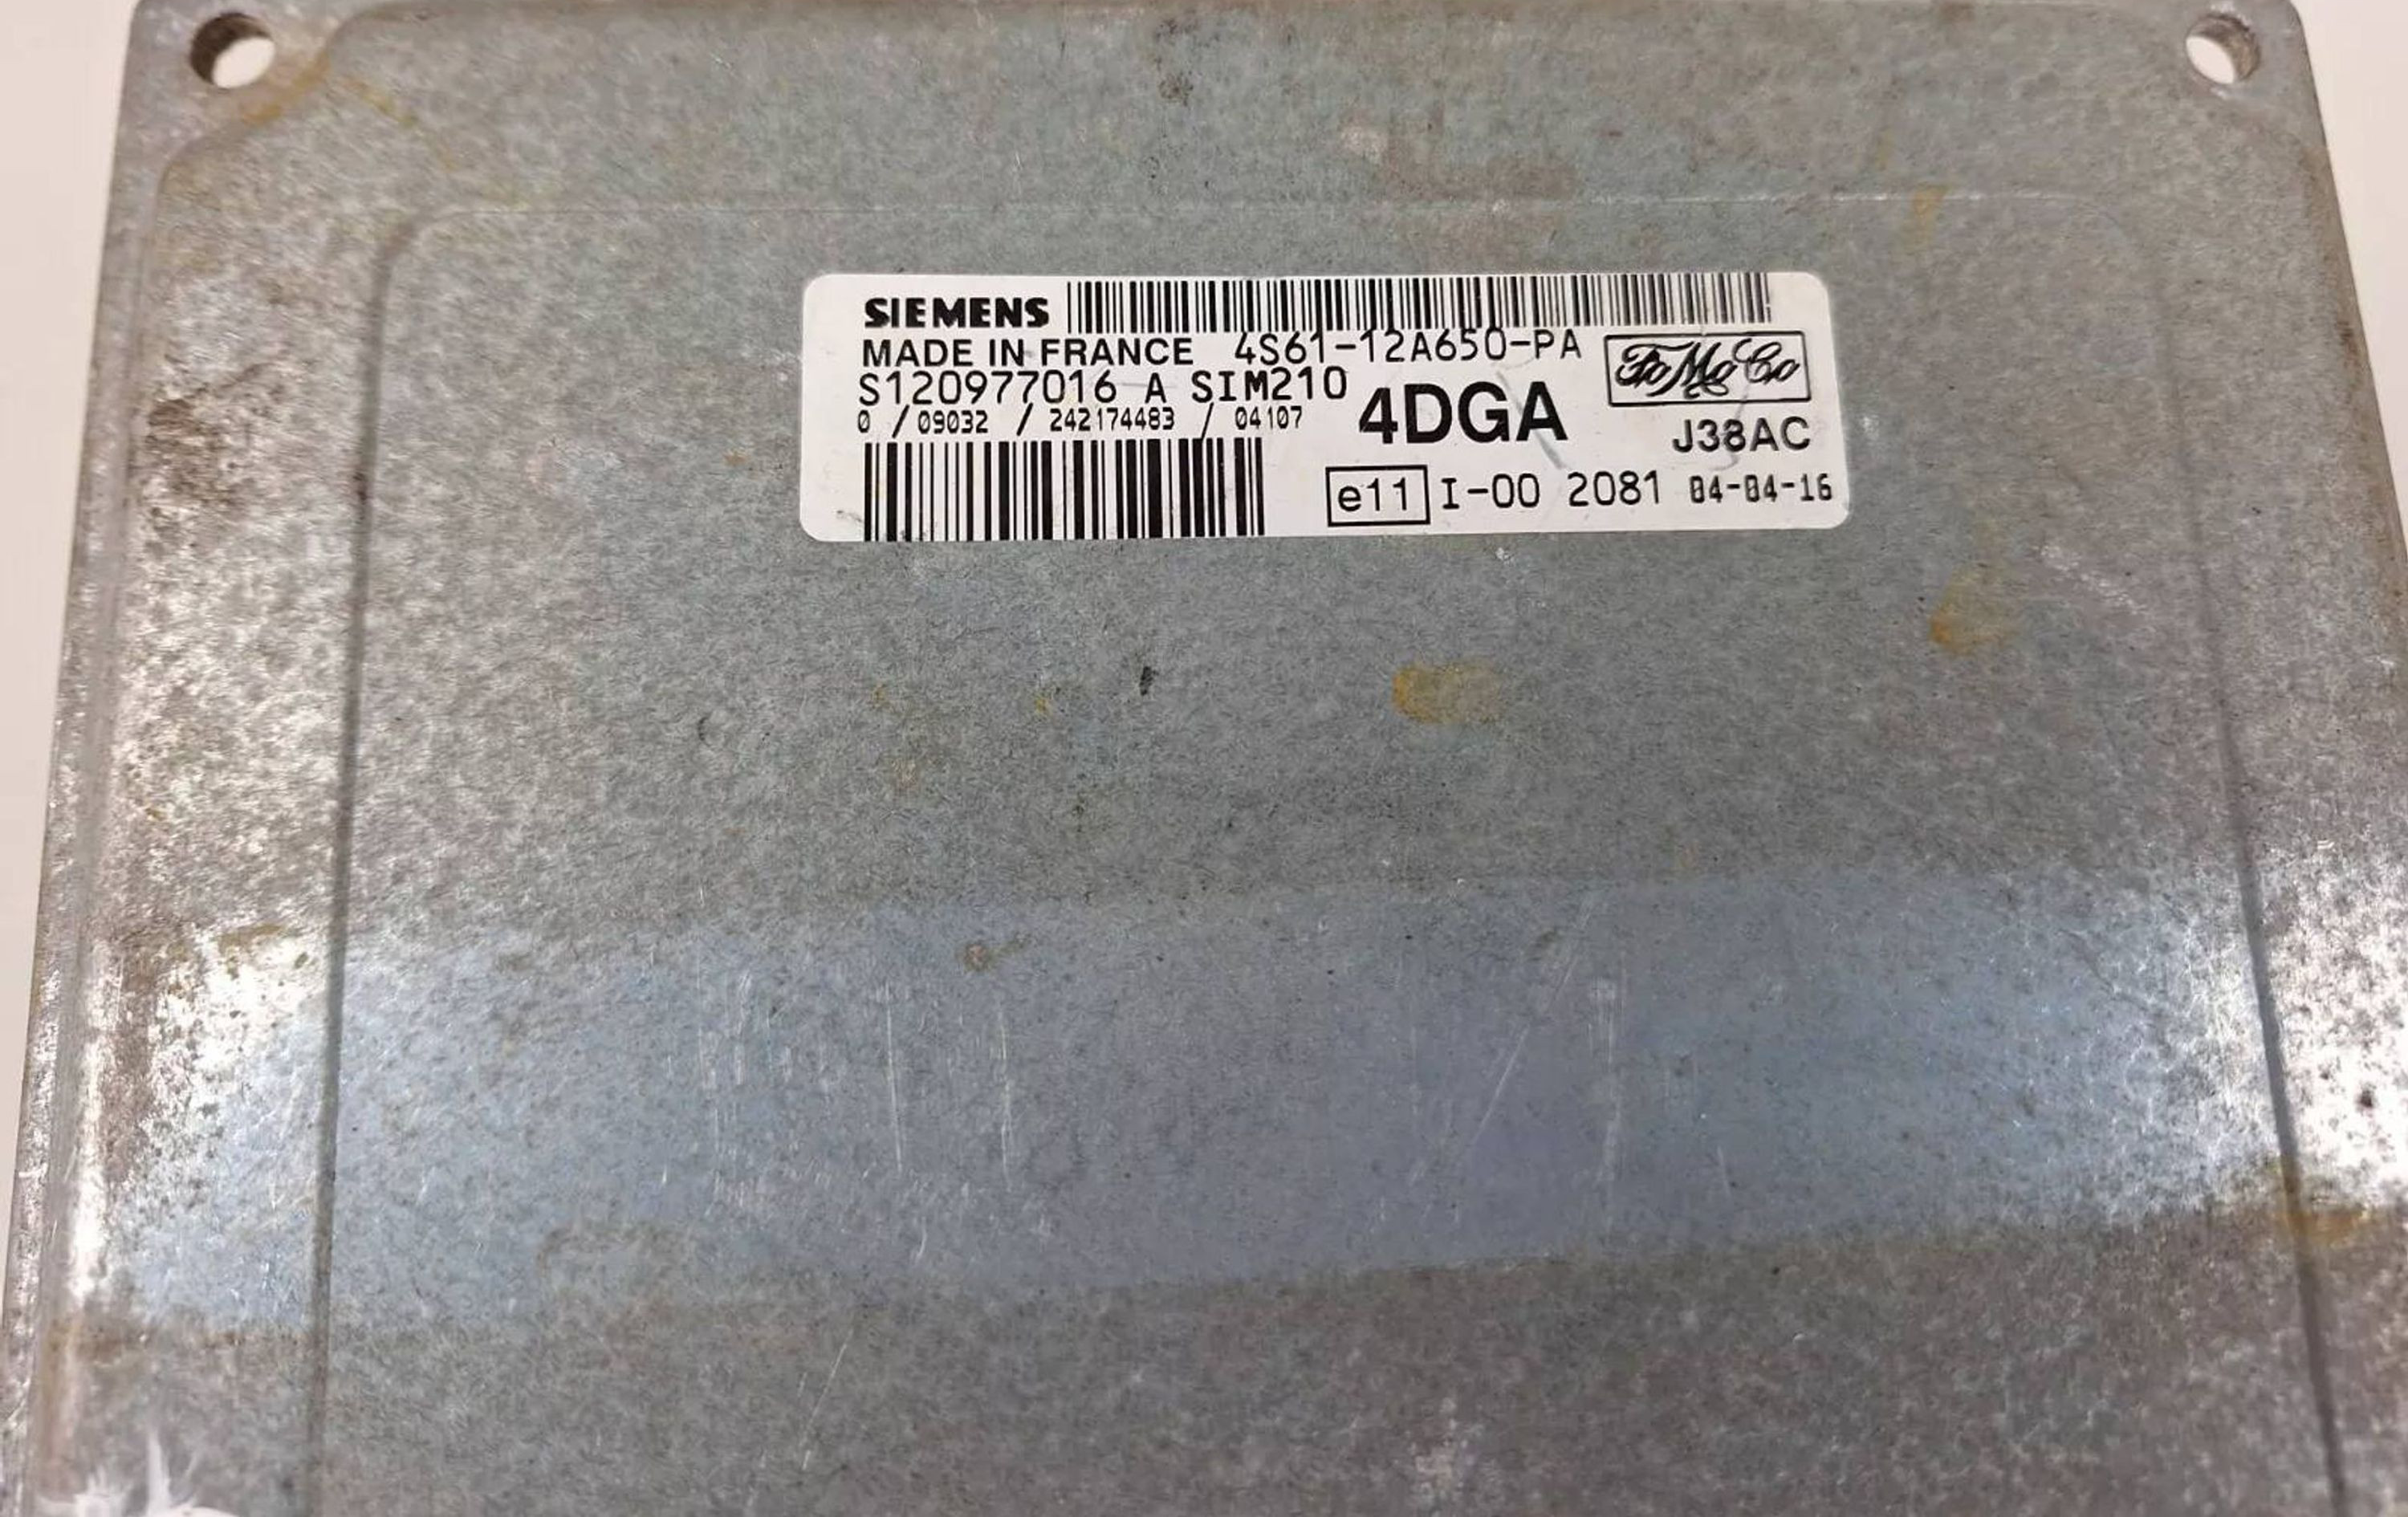 SIEMENS
MADE IN FRANCE 4S61-12A650-PA
FoMoCo
S120977016 A SIM210
0 / 09032 / 242174483 / 04107
4DGA
J38AC
e11 I-00 2081 04-04-16